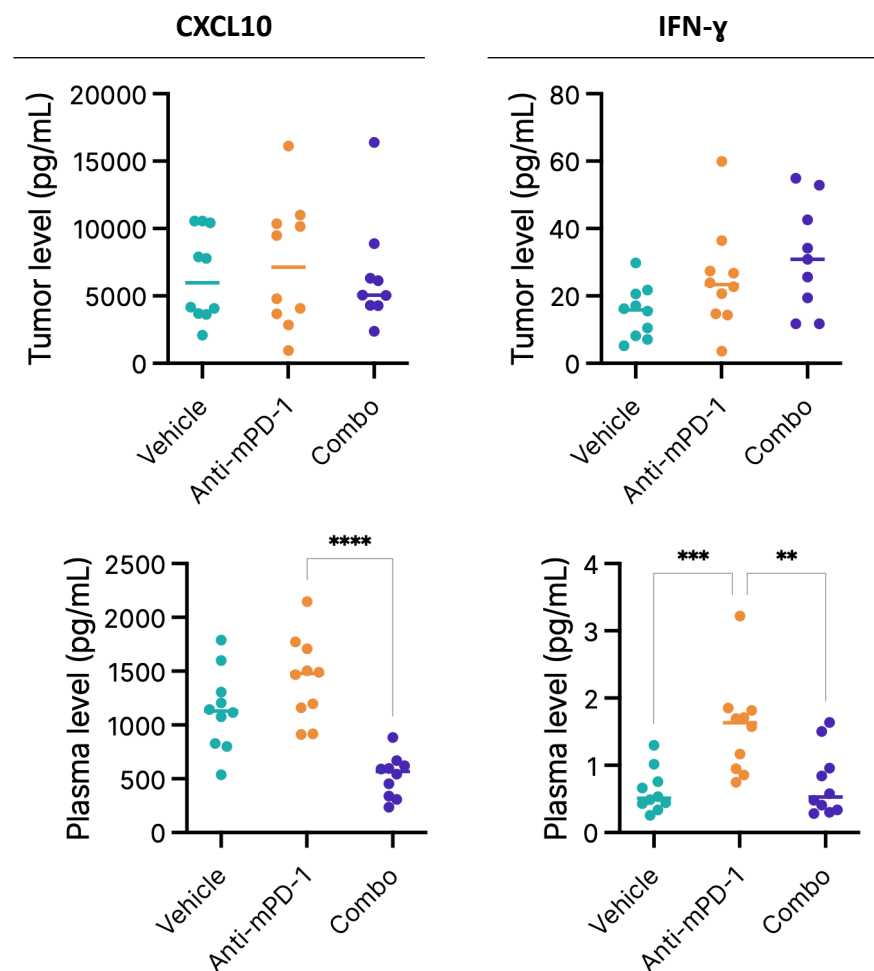 CXCL10
IFN-ɣ
Tumor level (pg/mL)
20000
15000
10000
5000
0
Vehicle
Anti-mPD-1
Combo
Tumor level (pg/mL)
80
60
40
20
0
Vehicle
Anti-mPD-1
Combo
Plasma level (pg/mL)
2500
2000
1500
1000
500
0
****
Vehicle
Anti-mPD-1
Combo
Plasma level (pg/mL)
4
3
2
1
0
***
**
Vehicle
Anti-mPD-1
Combo